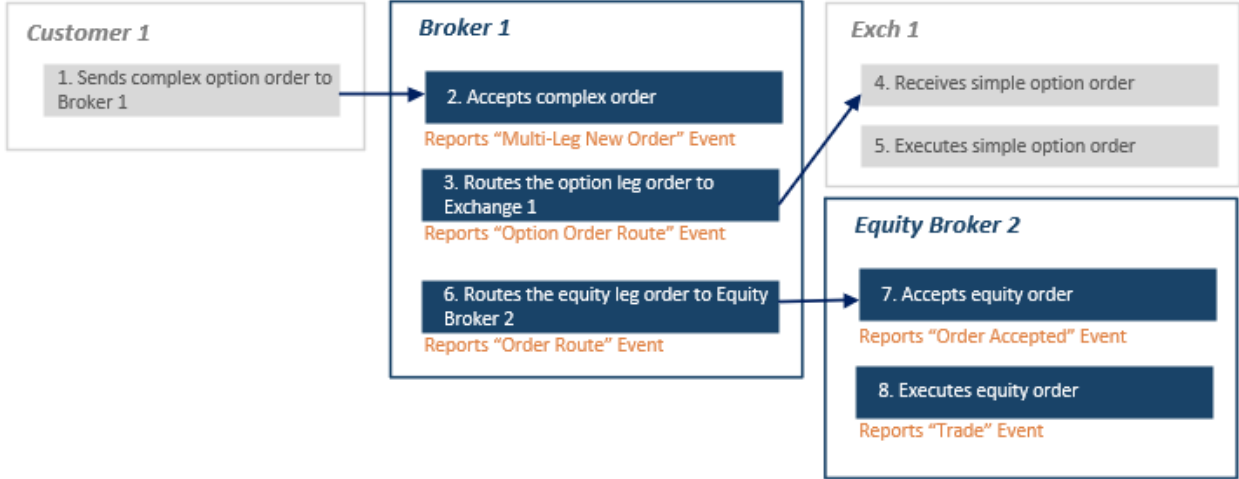 Customer 1
1. Sends complex option order to
Broker 1
Broker 1
2. Accepts complex order
Reports “Multi-Leg New Order” Event
3. Routes the option leg order to
Exchange 1
Reports “Option Order Route” Event
6. Routes the equity leg order to Equity
Broker 2
Reports “Order Route” Event
Exch 1
4. Receives simple option order
5. Executes simple option order
Equity Broker 2
7. Accepts equity order
Reports “Order Accepted” Event
8. Executes equity order
Reports “Trade” Event